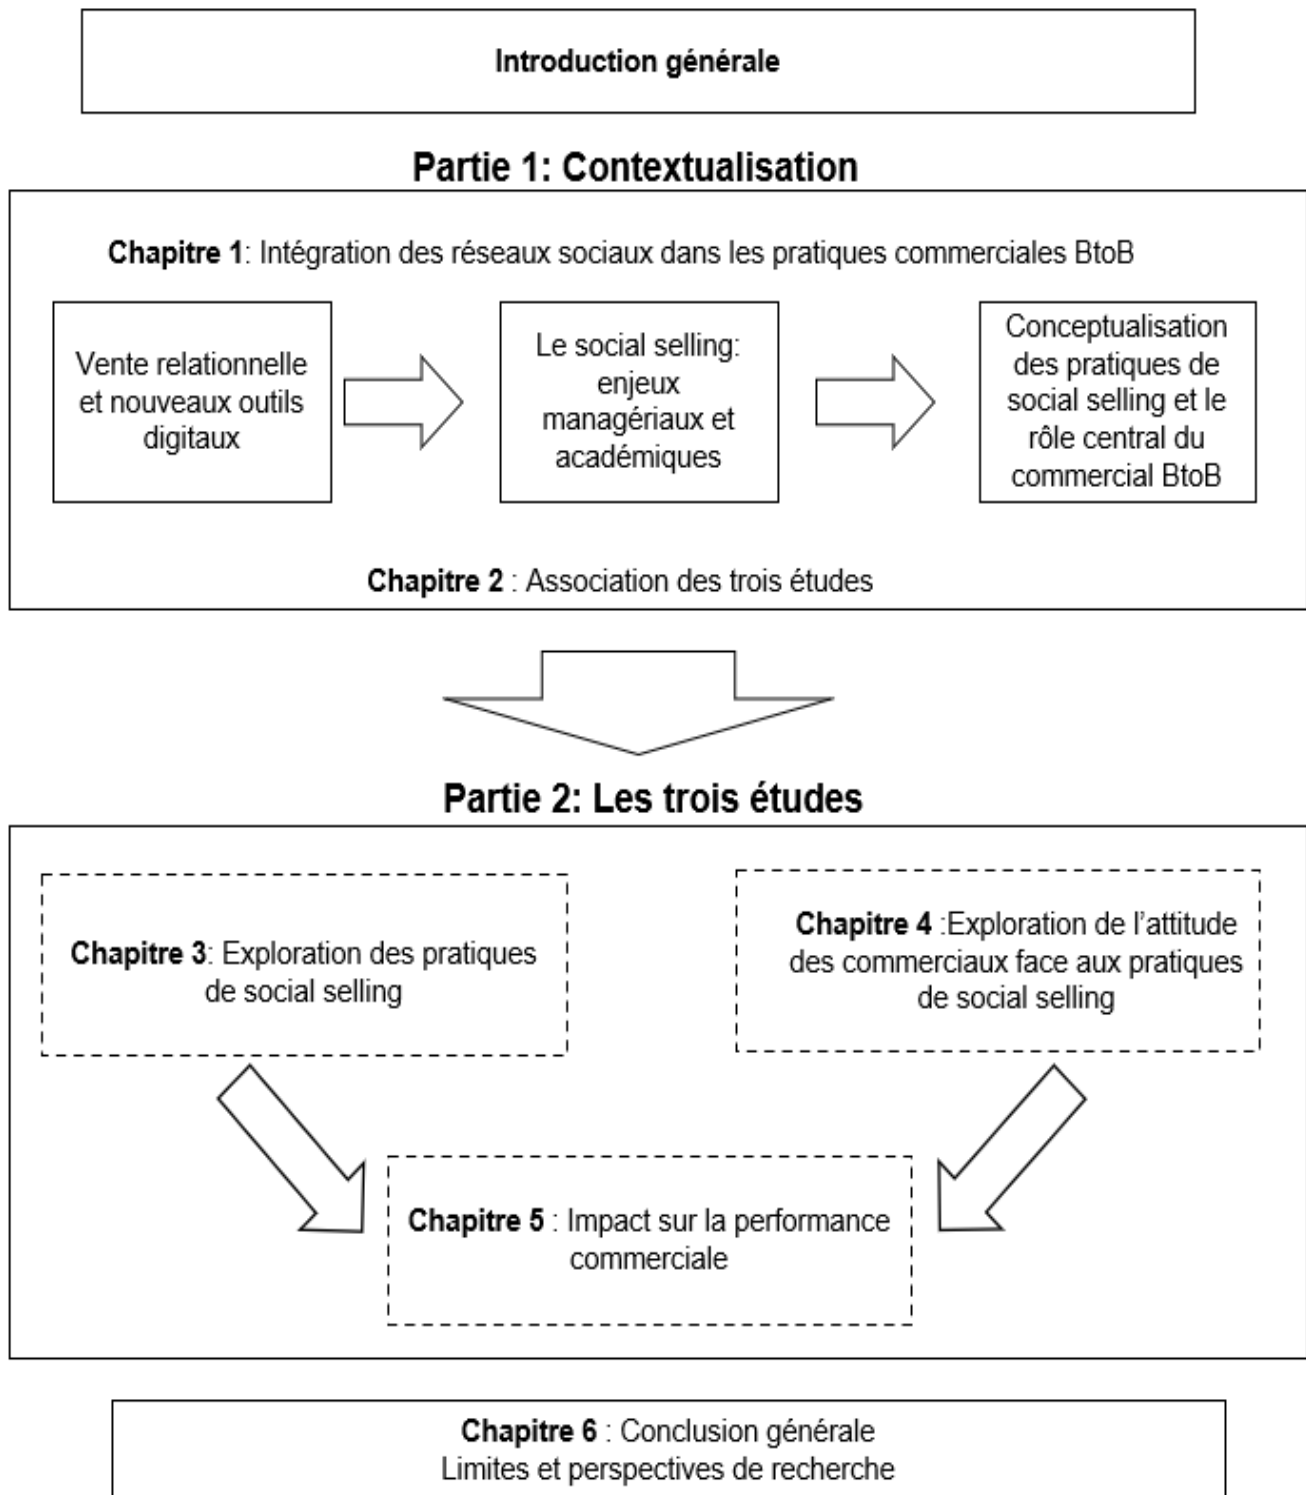 Introduction générale
Partie 1: Contextualisation
Chapitre 1: Intégration des réseaux sociaux dans les pratiques commerciales BtoB
Vente relationnelle
et nouveaux outils
digitaux
Le social selling:
enjeux
managériaux et
académiques
Conceptualisation
des pratiques de
social selling et le
rôle central du
commercial BtoB
Chapitre 2 : Association des trois études
Partie 2: Les trois études
Chapitre 3: Exploration des pratiques
de social selling
Chapitre 4 :Exploration de l’attitude
des commerciaux face aux pratiques
de social selling
Chapitre 5 : Impact sur la performance
commerciale
Chapitre 6 : Conclusion générale
Limites et perspectives de recherche